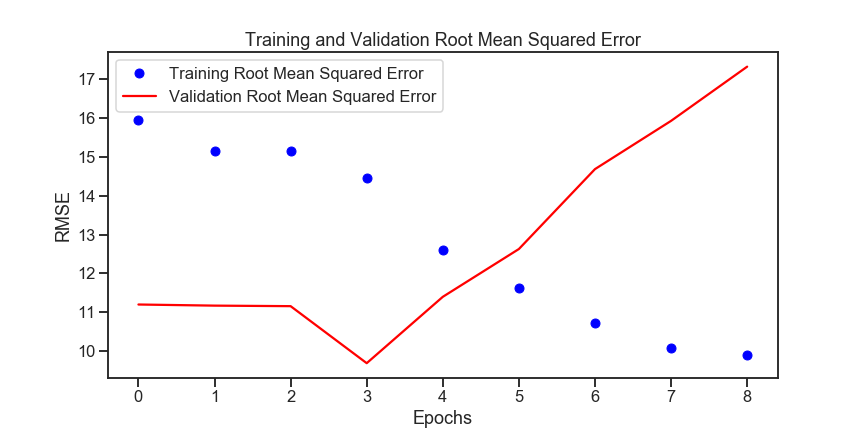 Training and Validation Root Mean Squared Error
Training Root Mean Squared Error
Validation Root Mean Squared Error
RMSE
17
16
15
14
13
12
11
10
0 1 2 3 4 5 6 7 8
Epochs